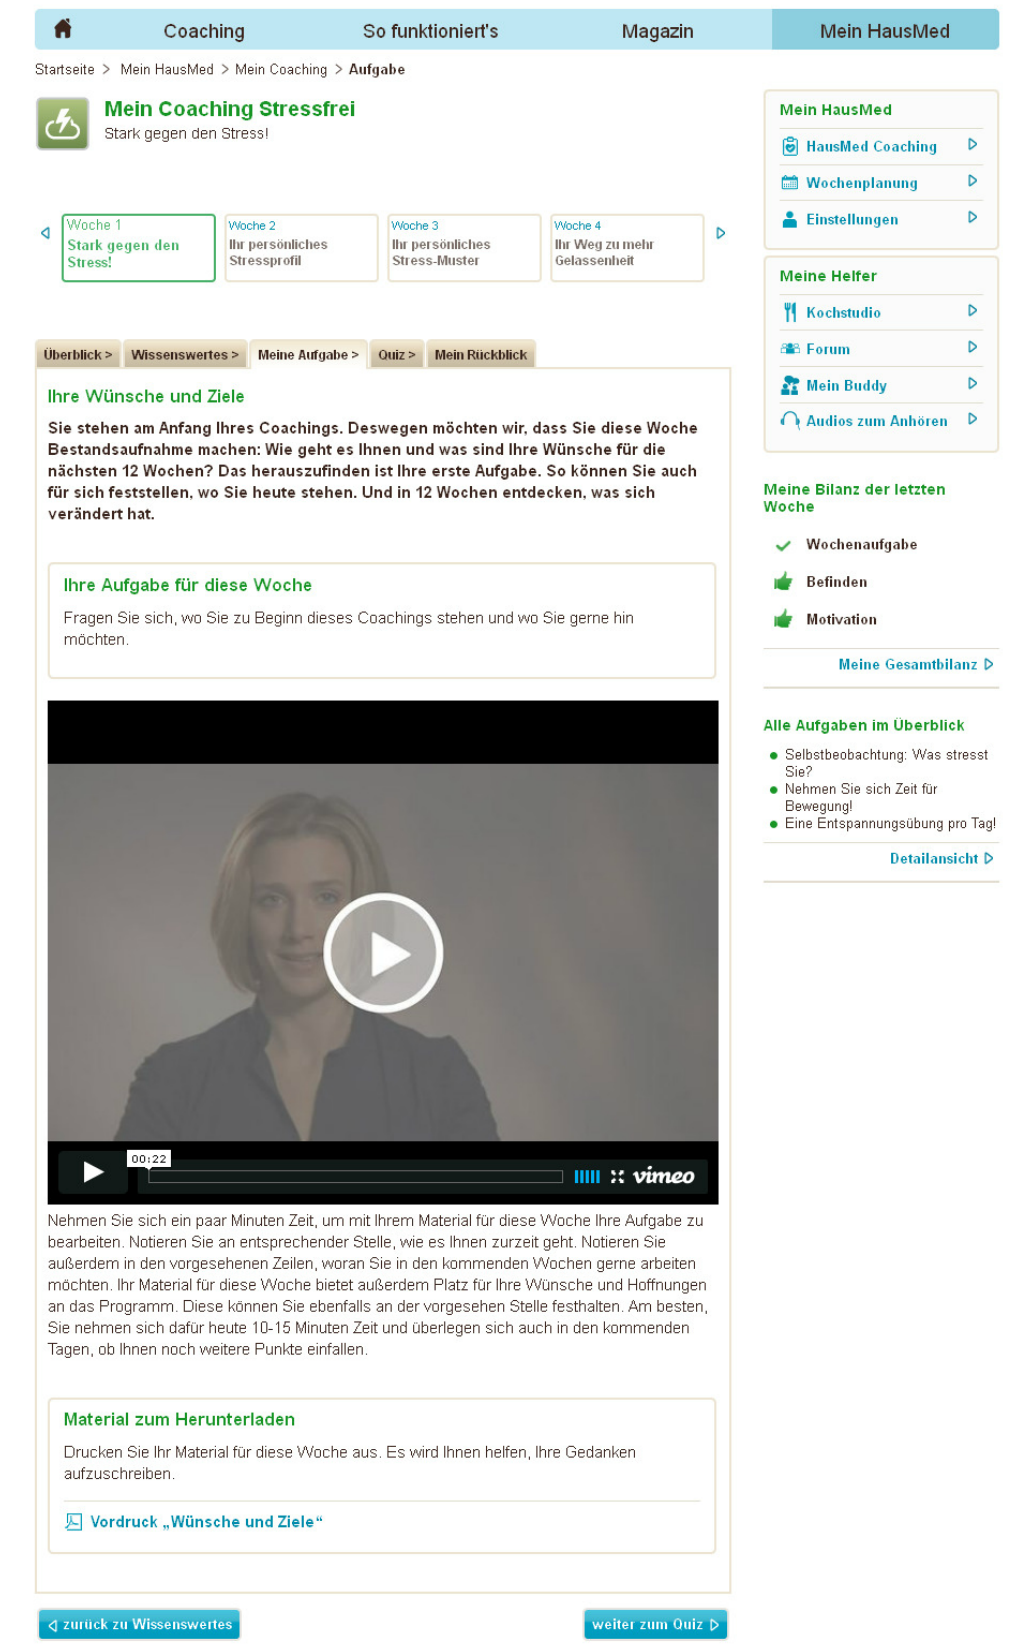 Coaching So funktioniert's Magazin Mein HausMed
Startseite > Mein HausMed > Mein Coaching > Aufgabe
Mein Coaching Stressfrei
Stark gegen den Stress!
Woche 1
Stark gegen den
Stress!
Woche 2
Ihr persönliches
Stressprofil
Woche 3
Ihr persönliches
Stress-Muster
Woche 4
Ihr Weg zu mehr
Gelassenheit
Überblick > Wissenswertes > Meine Aufgabe > Quiz > Mein Rückblick
Ihre Wünsche und Ziele
Sie stehen am Anfang Ihres Coachings. Deswegen möchten wir, dass Sie diese Woche
Bestandsaufnahme machen: Wie geht es Ihnen und was sind Ihre Wünsche für die
nächsten 12 Wochen? Das herauszufinden ist Ihre erste Aufgabe. So können Sie auch
für sich feststellen, wo Sie heute stehen. Und in 12 Wochen entdecken, was sich
verändert hat.
Ihre Aufgabe für diese Woche
Fragen Sie sich, wo Sie zu Beginn dieses Coachings stehen und wo Sie gerne hin
möchten.
00:22
vimeo
Nehmen Sie sich ein paar Minuten Zeit, um mit Ihrem Material für diese Woche Ihre Aufgabe zu
bearbeiten. Notieren Sie an entsprechender Stelle, wie es Ihnen zurzeit geht. Notieren Sie
außerdem in den vorgesehenen Zeilen, woran Sie in den kommenden Wochen gerne arbeiten
möchten. Ihr Material für diese Woche bietet außerdem Platz für Ihre Wünsche und Hoffnungen
an das Programm. Diese können Sie ebenfalls an der vorgesehen Stelle festhalten. Am besten,
Sie nehmen sich dafür heute 10-15 Minuten Zeit und überlegen sich auch in den kommenden
Tagen, ob Ihnen noch weitere Punkte einfallen.
Material zum Herunterladen
Drucken Sie Ihr Material für diese Woche aus. Es wird Ihnen helfen, Ihre Gedanken
aufzuschreiben.
Vordruck „Wünsche und Ziele“
zurück zu Wissenswertes
weiter zum Quiz
Mein HausMed
HausMed Coaching
Wochenplanung
Einstellungen
Meine Helfer
Kochstudio
Forum
Mein Buddy
Audios zum Anhören
Meine Bilanz der letzten
Woche
Wochenaufgabe
Befinden
Motivation
Meine Gesamtbilanz
Alle Aufgaben im Überblick
Selbstbeobachtung: Was stresst
Sie?
Nehmen Sie sich Zeit für
Bewegung!
Eine Entspannungsübung pro Tag!
Detailansicht